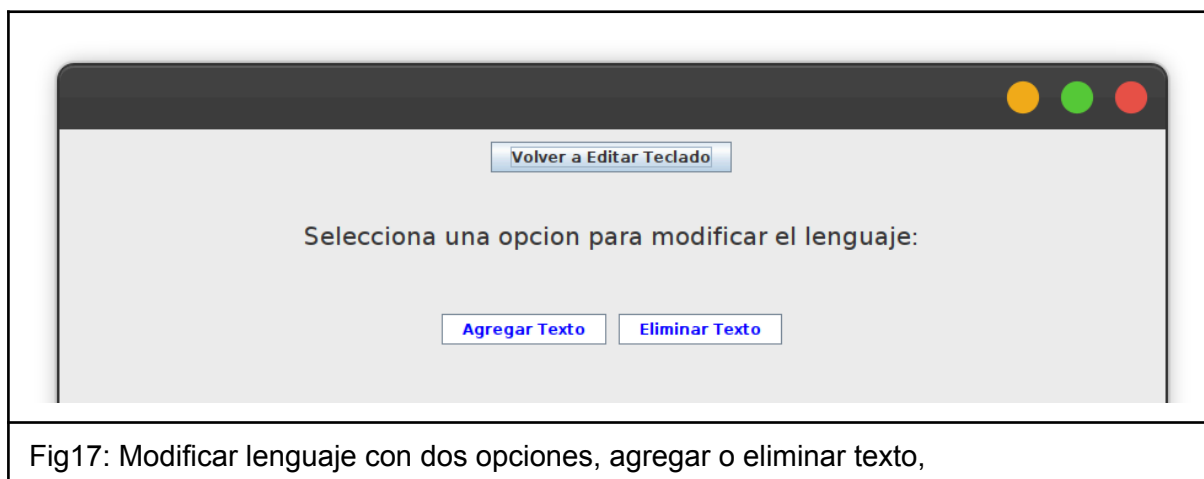 Volver a Editar Teclado
Selecciona una opcion para modificar el lenguaje:
Agregar Texto Eliminar Texto
Fig17: Modificar lenguaje con dos opciones, agregar o eliminar texto,